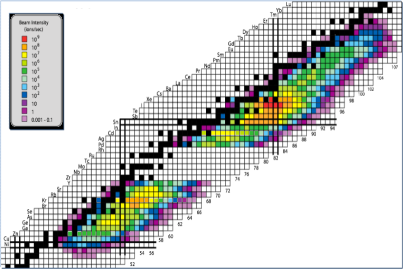 Beam Intensity
(ions/sec)
10⁹
10⁸
10⁷
10⁶
10⁵
10⁴
10³
10²
10
1
0.001 - 0.1
Lu
Yb
Tm
Er
Ho
Dy
Tb
Gd
Eu
Sm
Pm
Nd
Pr
Ce
La
Ba
Cs
Xe
I
Te
Sb
Sn
In
Cd
Ag
Pd
Rh
Ru
Tc
Mo
Nb
Zr
Y
Sr
Rb
Kr
Br
Se
As
Ge
Ga
Zn
Cu
Ni
52
54
56
58
60
62
64
66
68
70
72
74
76
78
80
82
84
86
88
90
92
94
96
98
100
104
107